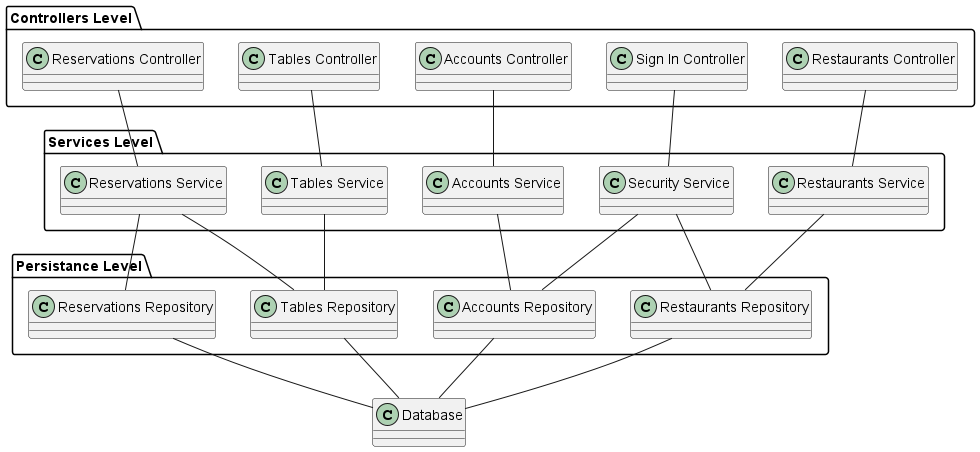 Controllers Level
C Reservations Controller
C Tables Controller
C Accounts Controller
C Sign In Controller
C Restaurants Controller
Services Level
C Reservations Service
C Tables Service
C Accounts Service
C Security Service
C Restaurants Service
Persistance Level
C Reservations Repository
C Tables Repository
C Accounts Repository
C Restaurants Repository
C Database